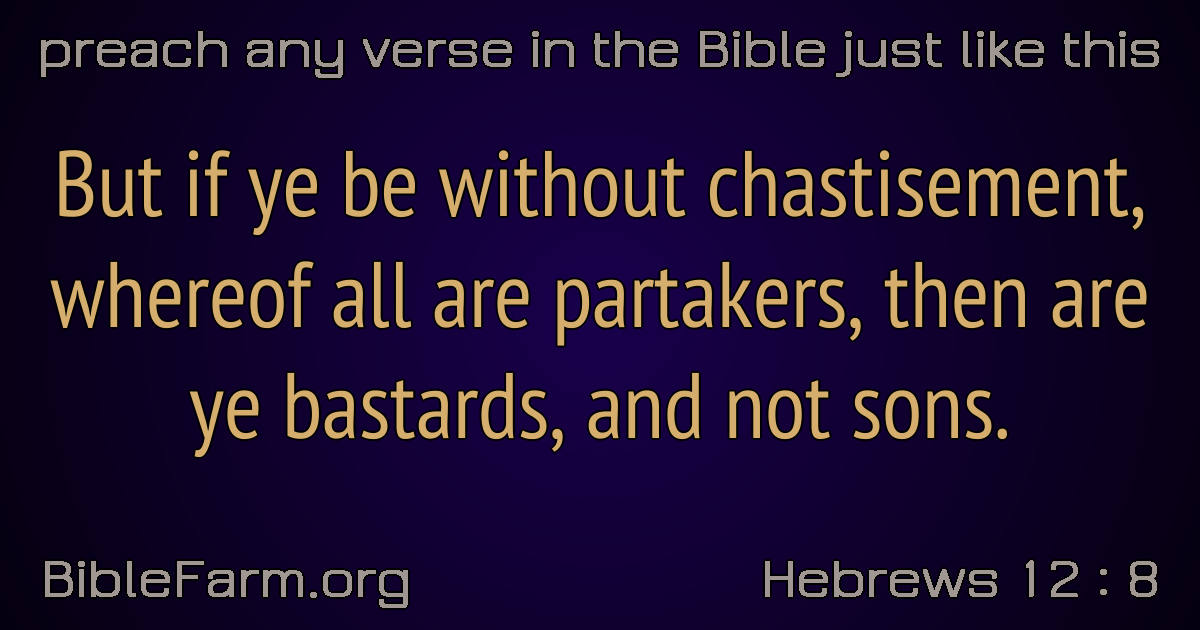 preach any verse in the Bible just like this
But if ye be without chastisement,
whereof all are partakers, then are
ye bastards, and not sons.
BibleFarm.org
Hebrews 12 : 8